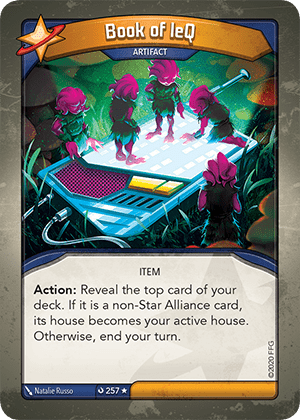 Book of leQ
ARTIFACT
ITEM
Action: Reveal the top card of your
deck. If it is a non-Star Alliance card,
its house becomes your active house.
Otherwise, end your turn.
Natalie Russo
257
©2020 FFG